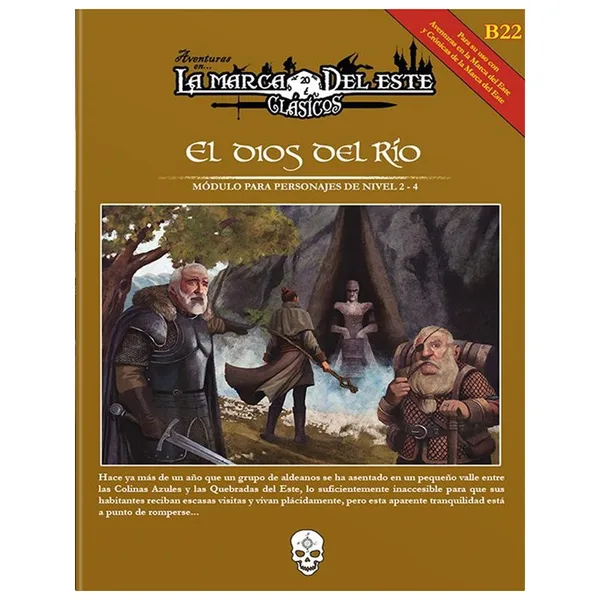 B22
Para su uso con
Aventuras en la Marca del Este
y Crónicas de la Marca del Este
Aventuras
en...
La Marca Del Este
20
Clasicos
El dios del Río
MÓDULO PARA PERSONAJES DE NIVEL 2 - 4
Hace ya más de un año que un grupo de aldeanos se ha asentado en un pequeño valle entre
las Colinas Azules y las Quebradas del Este, lo suficientemente inaccesible para que sus
habitantes reciban escasas visitas y vivan plácidamente, pero esta aparente tranquilidad está
a punto de romperse...